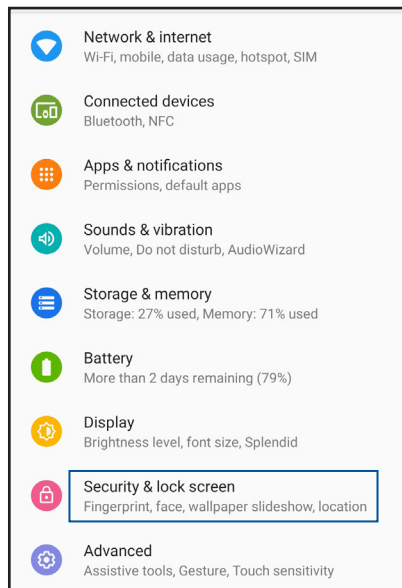 Network & internet
Wi-Fi, mobile, data usage, hotspot, SIM
Connected devices
Bluetooth, NFC
Apps & notifications
Permissions, default apps
Sounds & vibration
Volume, Do not disturb, AudioWizard
Storage & memory
Storage: 27% used, Memory: 71% used
Battery
More than 2 days remaining (79%)
Display
Brightness level, font size, Splendid
Security & lock screen
Fingerprint, face, wallpaper slideshow, location
Advanced
Assistive tools, Gesture, Touch sensitivity